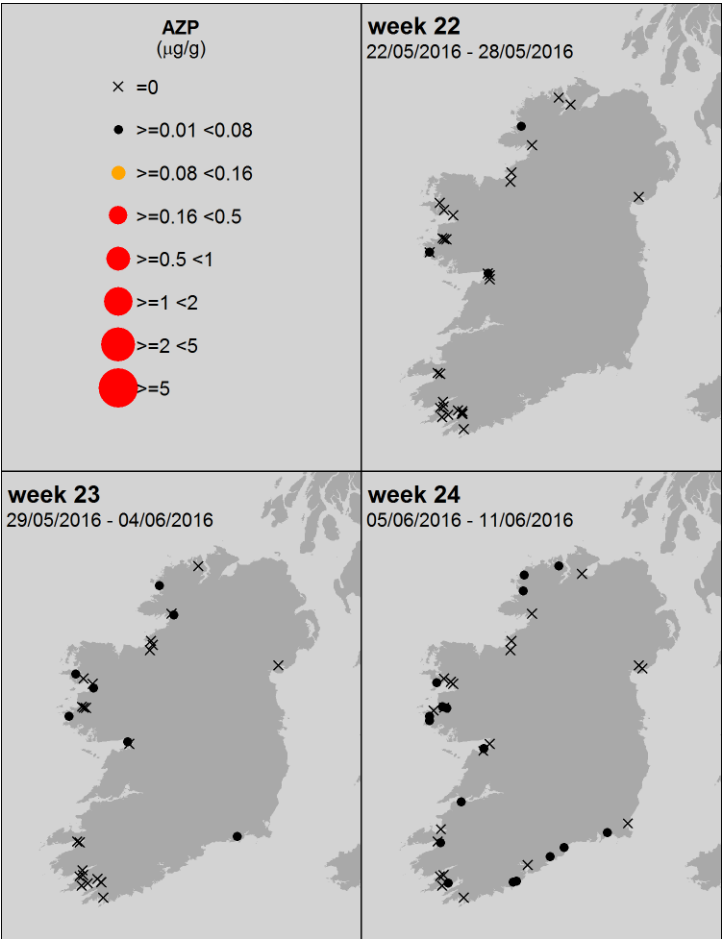 AZP
(µg/g)
=0
>=0.01 <0.08
>=0.08 <0.16
>=0.16 <0.5
>=0.5 <1
>=1 <2
>=2 <5
>=5
week 22
22/05/2016 - 28/05/2016
week 23
29/05/2016 - 04/06/2016
week 24
05/06/2016 - 11/06/2016